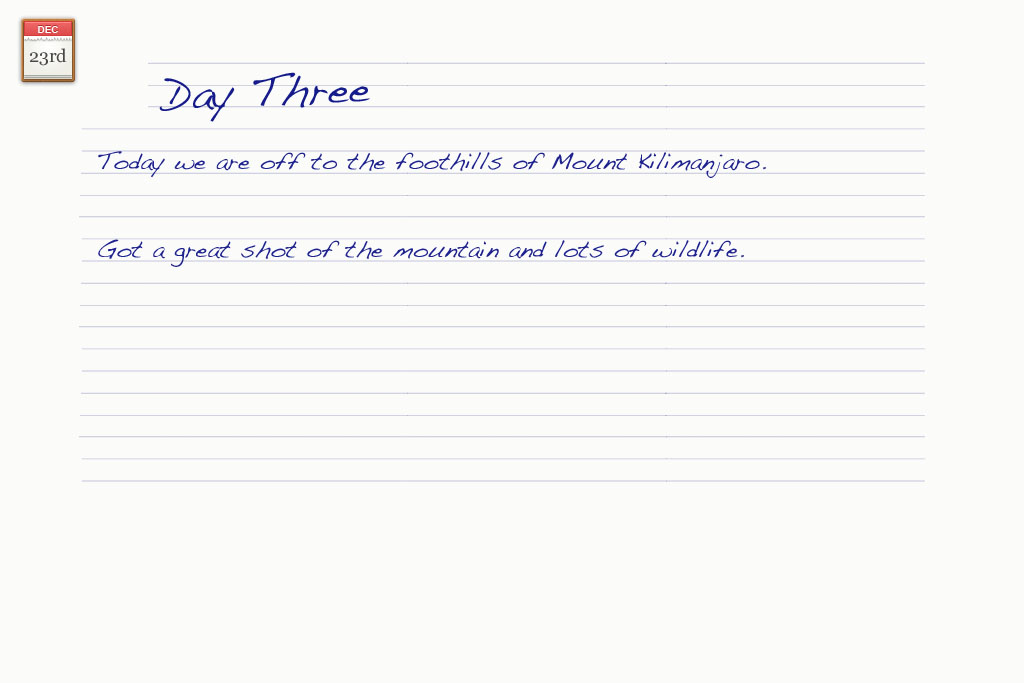 DEC
23rd
Day Three
Today we are off to the foothills of Mount Kilimanjaro.
Got a great shot of the mountain and lots of wildlife.